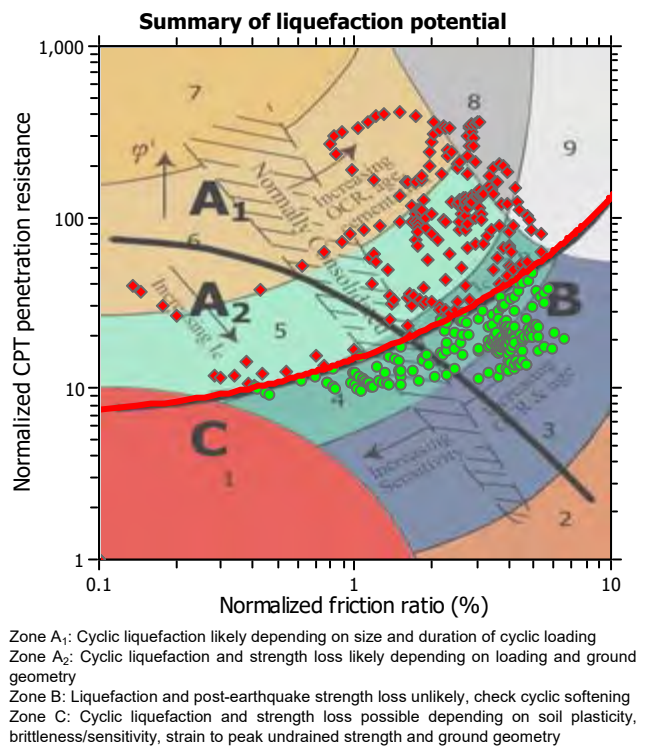 Summary of liquefaction potential
1,000
100
10
1
Normalized CPT penetration resistance
7
8
9
φ'
A1
Normally Consolidated
Increasing
OCR, age
cementation
6
A2
Increasing Ic
5
B
4
C
1
Increasing
OCR & age
3
Increasing
Sensitivity
2
0.1
1
10
Normalized friction ratio (%)
Zone A1: Cyclic liquefaction likely depending on size and duration of cyclic loading
Zone A2: Cyclic liquefaction and strength loss likely depending on loading and ground
geometry
Zone B: Liquefaction and post-earthquake strength loss unlikely, check cyclic softening
Zone C: Cyclic liquefaction and strength loss possible depending on soil plasticity,
brittleness/sensitivity, strain to peak undrained strength and ground geometry